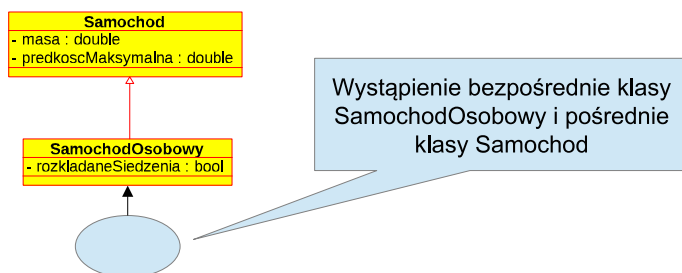 Samochod
- masa : double
- predkoscMaksymalna : double
SamochodOsobowy
- rozkladaneSiedzenia : bool
Wystąpienie bezpośrednie klasy
SamochodOsobowy i pośrednie
klasy Samochod